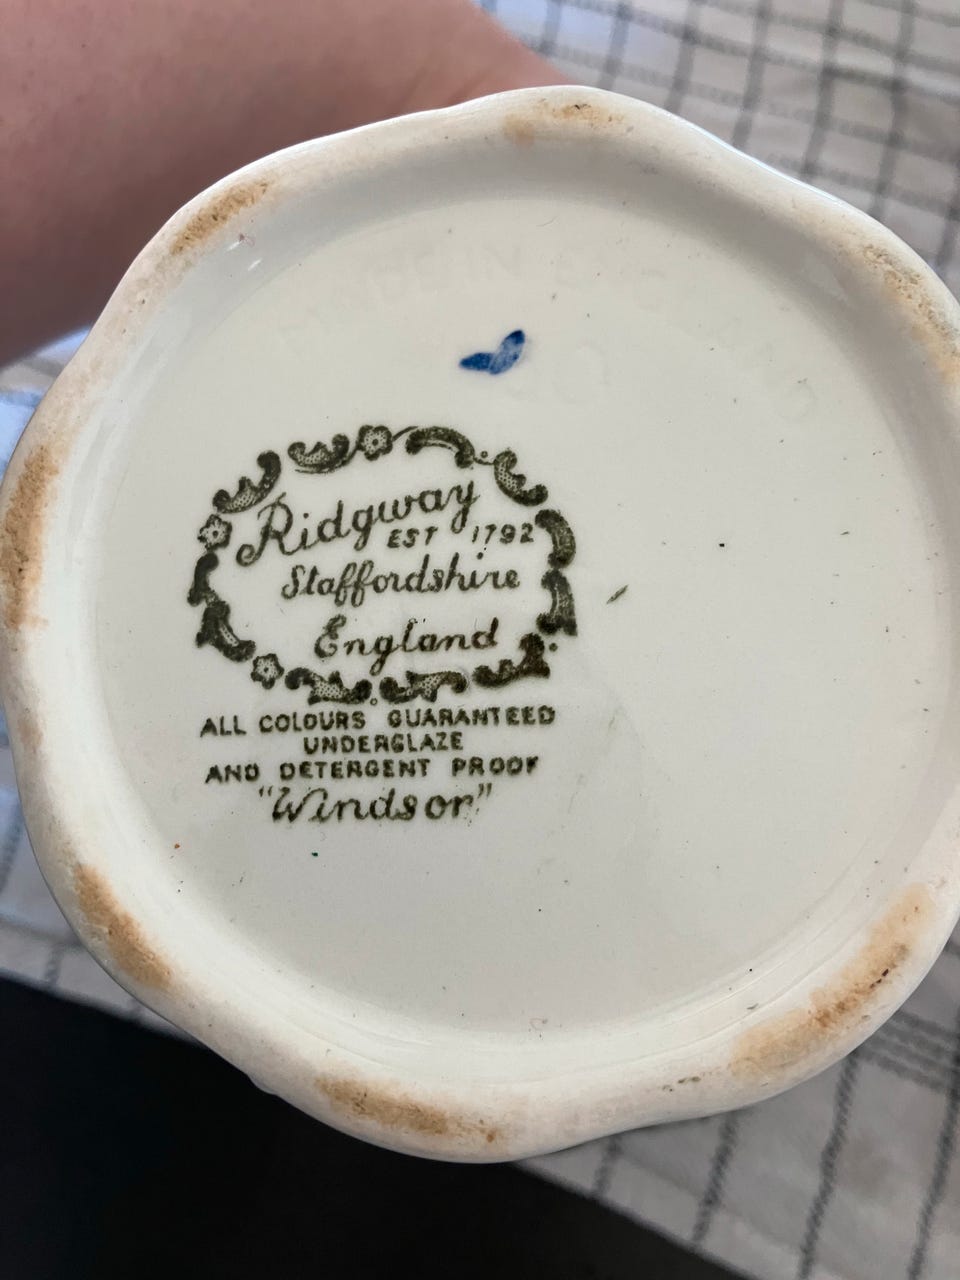 Ridgway
EST 1792
Staffordshire
England
ALL COLOURS GUARANTEED
UNDERGLAZE
AND DETERGENT PROOF
"Windsor"